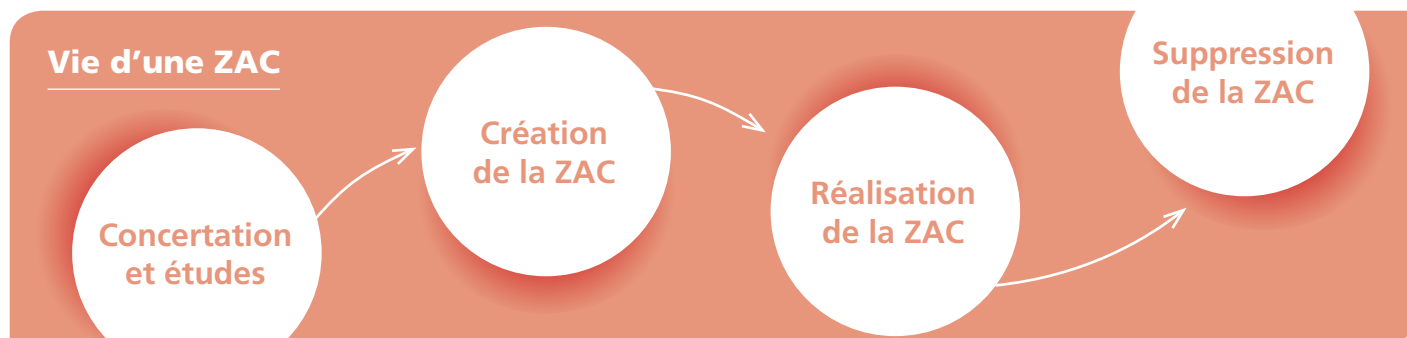 Vie d’une ZAC
Concertation
et études
Création
de la ZAC
Réalisation
de la ZAC
Suppression
de la ZAC